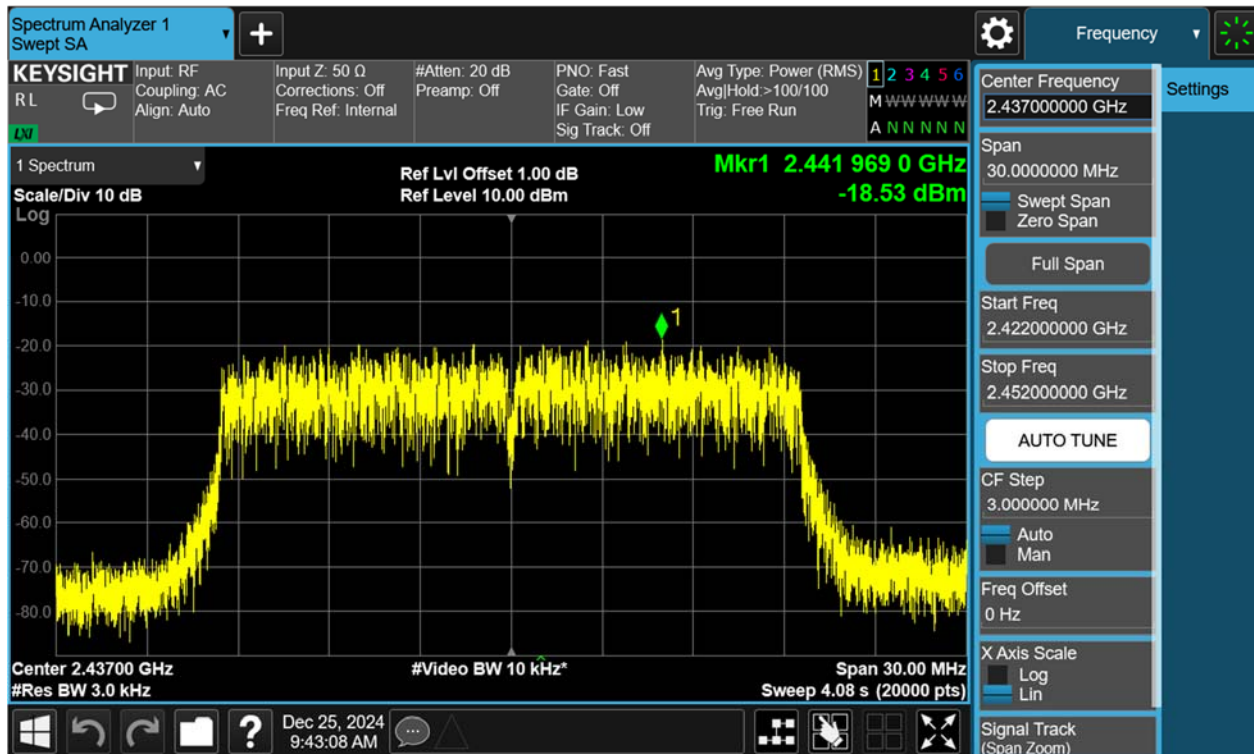 Spectrum Analyzer 1
Swept SA
+
Frequency
KEYSIGHT
RL
LXI
Input: RF
Coupling: AC
Align: Auto
Input Z: 50 Ω
Corrections: Off
Freq Ref: Internal
#Atten: 20 dB
Preamp: Off
PNO: Fast
Gate: Off
IF Gain: Low
Sig Track: Off
Avg Type: Power (RMS)
Avg|Hold:>100/100
Trig: Free Run
1 2 3 4 5 6
M W W W W W
A N N N N N
1 Spectrum
Scale/Div 10 dB
Log
Ref Lvl Offset 1.00 dB
Ref Level 10.00 dBm
Mkr1 2.441 969 0 GHz
-18.53 dBm
1
0.00
-10.0
-20.0
-30.0
-40.0
-50.0
-60.0
-70.0
-80.0
Center 2.43700 GHz
#Video BW 10 kHz*
Span 30.00 MHz
#Res BW 3.0 kHz
Sweep 4.08 s (20000 pts)
?
Dec 25, 2024
9:43:08 AM
Center Frequency
2.437000000 GHz
Settings
Span
30.0000000 MHz
Swept Span
Zero Span
Full Span
Start Freq
2.422000000 GHz
Stop Freq
2.452000000 GHz
AUTO TUNE
CF Step
3.000000 MHz
Auto
Man
Freq Offset
0 Hz
X Axis Scale
Log
Lin
Signal Track
(Span Zoom)